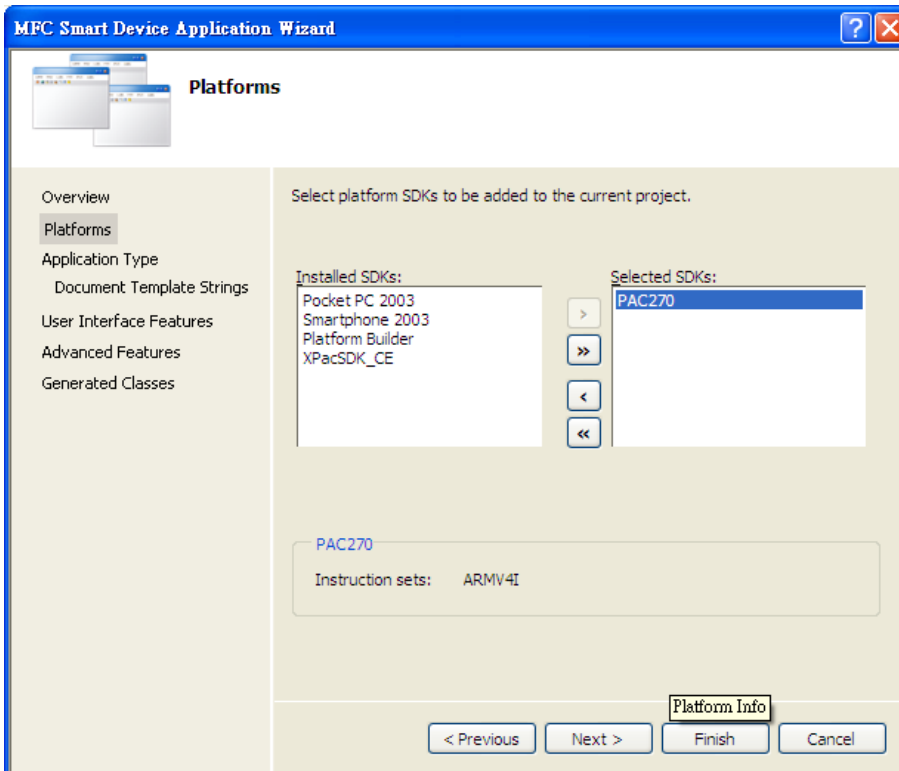 MFC Smart Device Application Wizard
Platforms
Overview
Platforms
Application Type
Document Template Strings
User Interface Features
Advanced Features
Generated Classes
Select platform SDKs to be added to the current project.
Installed SDKs:
Pocket PC 2003
Smartphone 2003
Platform Builder
XPacSDK_CE
>
»
<
«
Selected SDKs:
PAC270
PAC270
Instruction sets: ARMV4I
Platform Info
< Previous Next > Finish Cancel